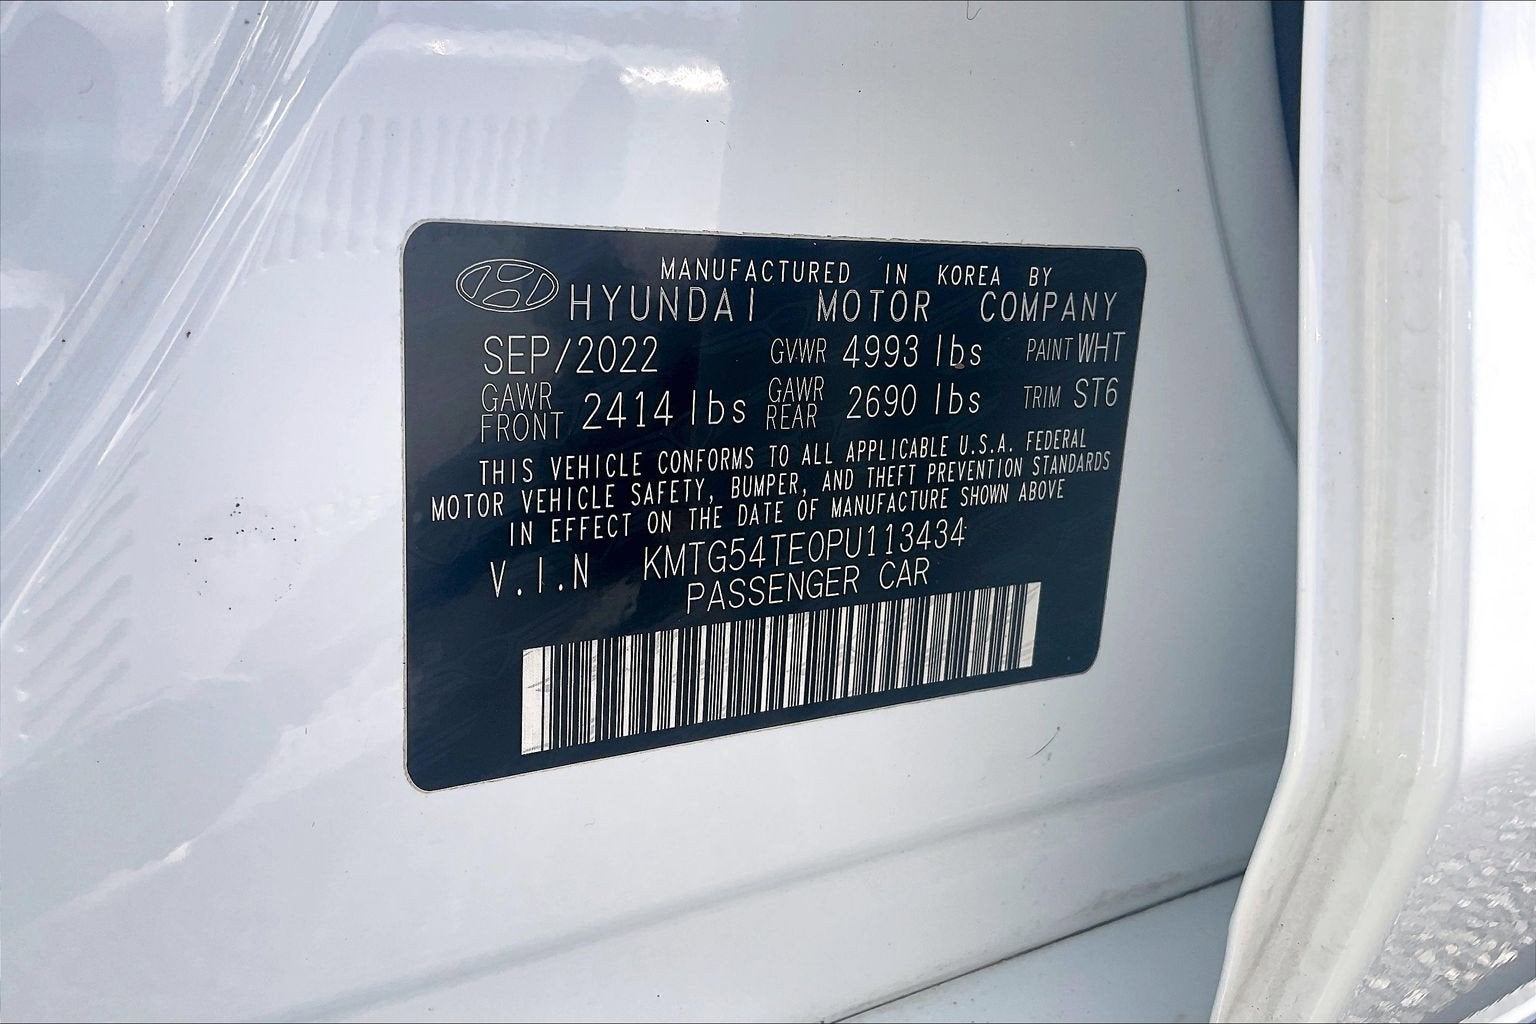 MANUFACTURED IN KOREA BY
HYUNDAI MOTOR COMPANY
SEP/2022 GVWR 4993 lbs PAINT WHT
GAWR FRONT 2414 lbs GAWR REAR 2690 lbs TRIM ST6
THIS VEHICLE CONFORMS TO ALL APPLICABLE U.S.A. FEDERAL
MOTOR VEHICLE SAFETY, BUMPER, AND THEFT PREVENTION STANDARDS
IN EFFECT ON THE DATE OF MANUFACTURE SHOWN ABOVE
V.I.N KMTG54TE0PU113434
PASSENGER CAR